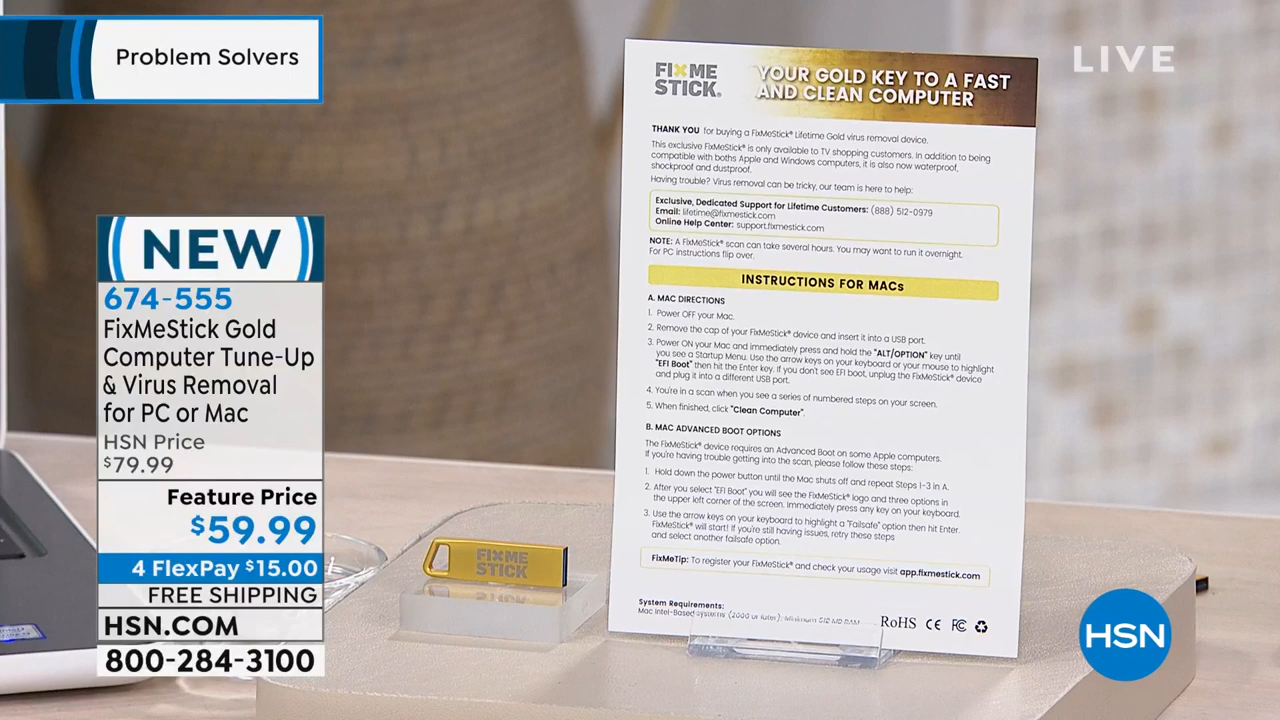 Problem Solvers
LIVE
NEW
674-555
FixMeStick Gold
Computer Tune-Up
& Virus Removal
for PC or Mac
HSN Price
$79.99
Feature Price
$59.99
4 FlexPay $15.00
FREE SHIPPING
HSN.COM
800-284-3100
FIXME
STICK
FIXME
STICK®
YOUR GOLD KEY TO A FAST
AND CLEAN COMPUTER
THANK YOU for buying a FixMeStick® Lifetime Gold virus removal device.
This exclusive FixMeStick® is only available to TV shopping customers. In addition to being
compatible with boths Apple and Windows computers, it is also now waterproof,
shockproof and dustproof.
Having trouble? Virus removal can be tricky, our team is here to help:
Exclusive, Dedicated Support for Lifetime Customers: (888) 512-0979
Email: lifetime@fixmestick.com
Online Help Center: support.fixmestick.com
NOTE: A FixMeStick® scan can take several hours. You may want to run it overnight.
For PC instructions flip over.
INSTRUCTIONS FOR MACs
A. MAC DIRECTIONS
1. Power OFF your Mac.
2. Remove the cap of your FixMeStick® device and insert it into a USB port.
3. Power ON your Mac and immediately press and hold the "ALT/OPTION" key until
you see a Startup Menu. Use the arrow keys on your keyboard or your mouse to highlight
"EFI Boot" then hit the Enter key. If you don't see EFI boot, unplug the FixMeStick® device
and plug it into a different USB port.
4. You're in a scan when you see a series of numbered steps on your screen.
5. When finished, click "Clean Computer".
B. MAC ADVANCED BOOT OPTIONS
The FixMeStick® device requires an Advanced Boot on some Apple computers.
If you're having trouble getting into the scan, please follow these steps:
1. Hold down the power button until the Mac shuts off and repeat Steps 1-3 in A.
2. After you select "EFI Boot" you will see the FixMeStick® logo and three options in
the upper left corner of the screen. Immediately press any key on your keyboard.
3. Use the arrow keys on your keyboard to highlight a "Failsafe" option then hit Enter.
FixMeStick® will start! If you're still having issues, retry these steps
and select another failsafe option.
FixMeTip: To register your FixMeStick® and check your usage visit app.fixmestick.com
System Requirements:
Mac Intel-Based systems (2006 or later); Minimum 512 MB RAM
RoHS CE FC
HSN